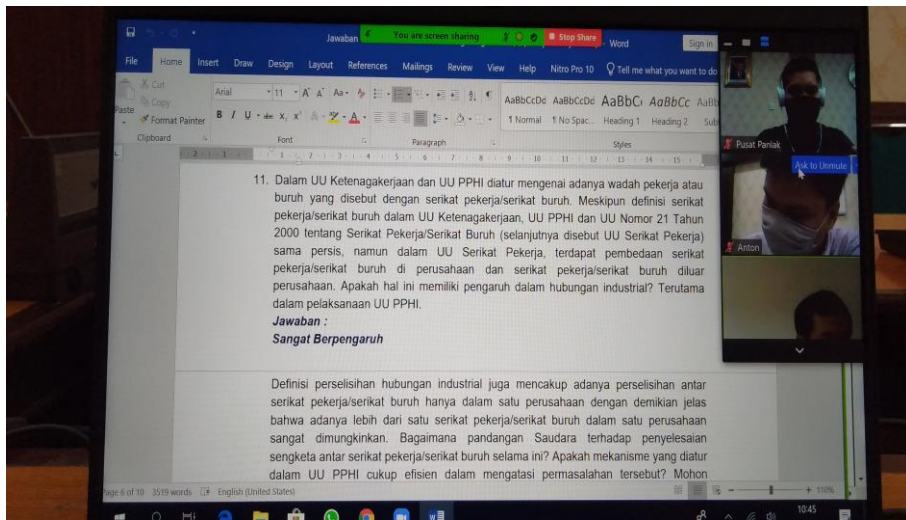 Jawaban
You are screen sharing
Stop Share
- Word
Sign in
File Home Insert Draw Design Layout References Mailings Review View Help Nitro Pro 10 Tell me what you want to do
Paste
Cut
Copy
Format Painter
Clipboard
Arial 11
Font
Paragraph
AaBbCcDc AaBbCcDc AaBbC AaBbCc AaBb
¶ Normal ¶ No Spac... Heading 1 Heading 2
Styles
Pusat Panlak
Ask to Unmute
Anton
11. Dalam UU Ketenagakerjaan dan UU PPHI diatur mengenai adanya wadah pekerja atau
buruh yang disebut dengan serikat pekerja/serikat buruh. Meskipun definisi serikat
pekerja/serikat buruh dalam UU Ketenagakerjaan, UU PPHI dan UU Nomor 21 Tahun
2000 tentang Serikat Pekerja/Serikat Buruh (selanjutnya disebut UU Serikat Pekerja)
sama persis, namun dalam UU Serikat Pekerja, terdapat pembedaan serikat
pekerja/serikat buruh di perusahaan dan serikat pekerja/serikat buruh diluar
perusahaan. Apakah hal ini memiliki pengaruh dalam hubungan industrial? Terutama
dalam pelaksanaan UU PPHI.
Jawaban :
Sangat Berpengaruh
Definisi perselisihan hubungan industrial juga mencakup adanya perselisihan antar
serikat pekerja/serikat buruh hanya dalam satu perusahaan dengan demikian jelas
bahwa adanya lebih dari satu serikat pekerja/serikat buruh dalam satu perusahaan
sangat dimungkinkan. Bagaimana pandangan Saudara terhadap penyelesaian
sengketa antar serikat pekerja/serikat buruh selama ini? Apakah mekanisme yang diatur
dalam UU PPHI cukup efisien dalam mengatasi permasalahan tersebut? Mohon
Page 6 of 10 3519 words English (United States)
110%
10:45